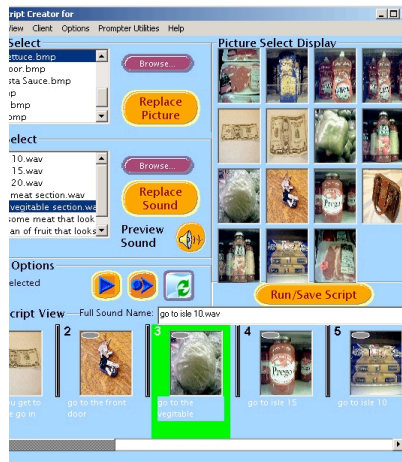 ript Creator for
View Client Options Prompter Utilities Help
Select
ettuce.bmp
oor.bmp
sta Sauce.bmp
p
bmp
omp
Browse...
Replace
Picture
Picture Select Display
elect
10.wav
15.wav
20.wav
meat section.wav
vegitable section.wa
some meat that look
an of fruit that looks
Browse...
Replace
Sound
Preview
Sound
Prego
Options
elected
Run/Save Script
cript View
Full Sound Name:
go to isle 10.wav
2
3
4
5
Prego
ou get to
e go in
go to the front
door
go to the
vegitable
go to isle 15
go to isle 10